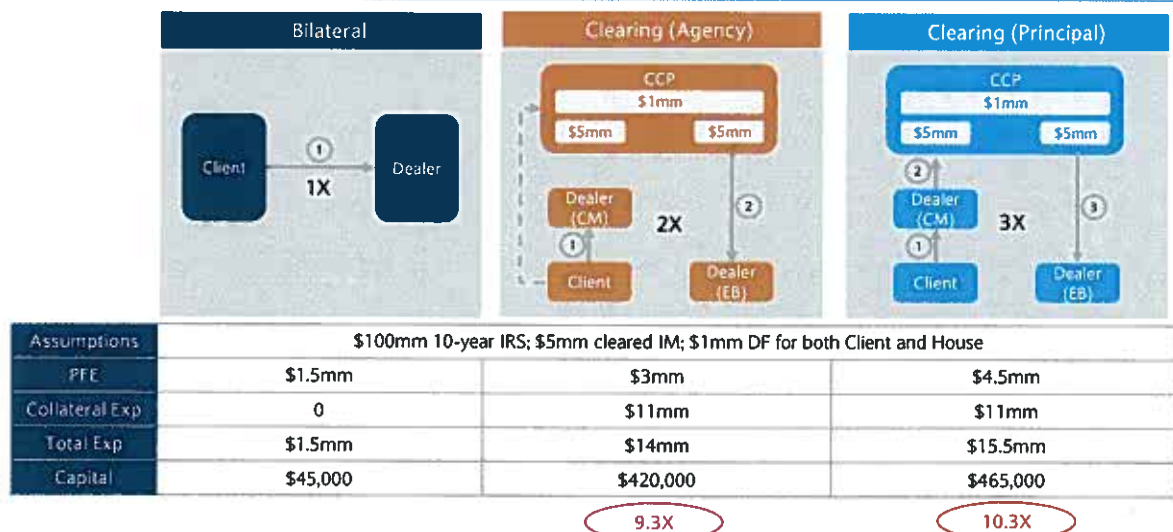 Bilateral
Clearing (Agency)
Clearing (Principal)
Client
1
1X
Dealer
CCP
$1mm
$5mm $5mm
Dealer
(CM)
2X
2
1
Client
Dealer
(EB)
CCP
$1mm
$5mm $5mm
2
Dealer
(CM)
3X
3
1
Client
Dealer
(EB)
Assumptions $100mm 10-year IRS; $5mm cleared IM; $1mm DF for both Client and House
PFE $1.5mm $3mm $4.5mm
Collateral Exp 0 $11mm $11mm
Total Exp $1.5mm $14mm $15.5mm
Capital $45,000 $420,000 $465,000
9.3X 10.3X